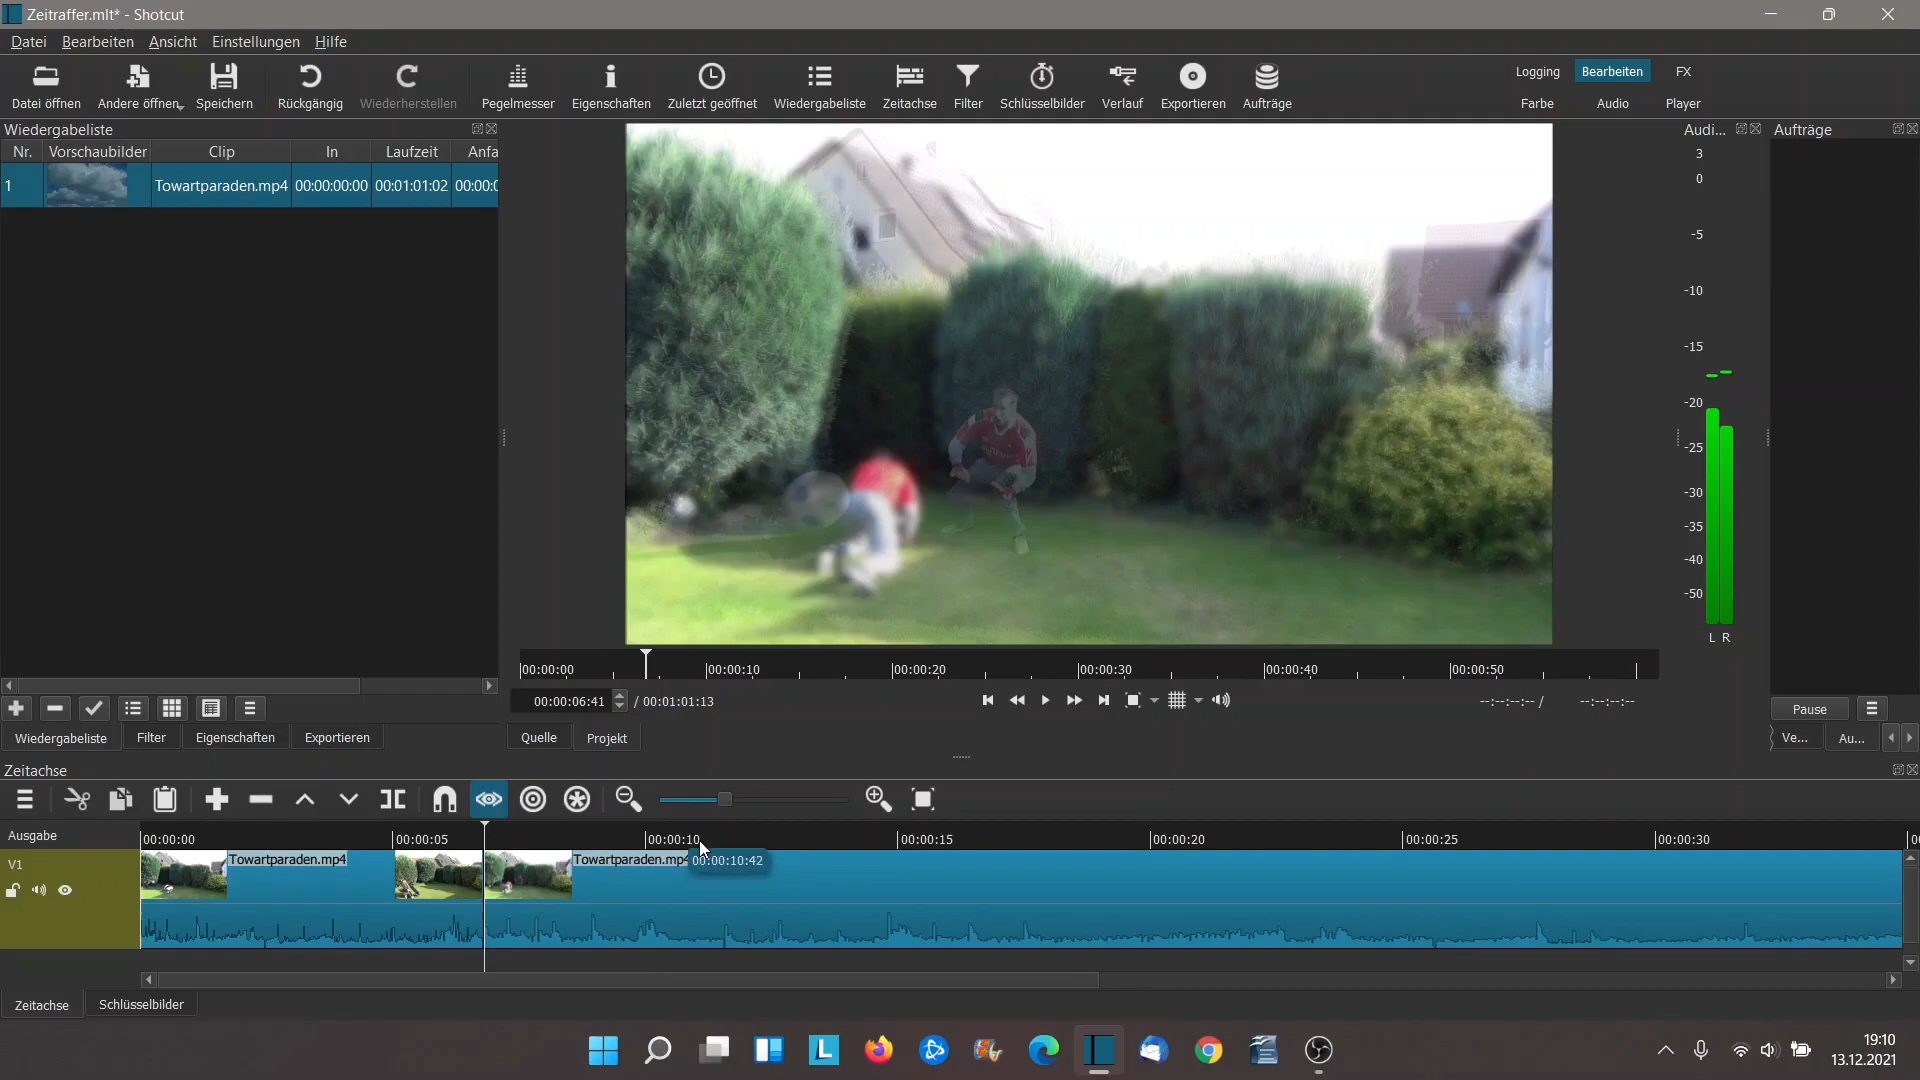 Zeitraffer.mlt* - Shotcut
Datei Bearbeiten Ansicht Einstellungen Hilfe
Datei öffnen Andere öffnen Speichern Rückgängig Wiederherstellen Pegelmesser Eigenschaften Zuletzt geöffnet Wiedergabeliste Zeitachse Filter Schlüsselbilder Verlauf Exportieren Aufträge
Logging Bearbeiten FX
Farbe Audio Player
Wiedergabeliste
Nr. Vorschaubilder Clip In Laufzeit Anfa
1 Towartparaden.mp4 00:00:00:00 00:01:01:02 00:00:0
Audi... Aufträge
3
0
-5
-10
-15
-20
-25
-30
-35
-40
-50
L R
00:00:00 00:00:10 00:00:20 00:00:30 00:00:40 00:00:50
00:00:06:41 / 00:01:01:13 --:--:--:-- / --:--:--:--
Pause
Wiedergabeliste Filter Eigenschaften Exportieren
Quelle Projekt
Ve... Au...
Zeitachse
Ausgabe 00:00:00 00:00:05 00:00:10 00:00:15 00:00:20 00:00:25 00:00:30
V1 Towartparaden.mp4 Towartparaden.mp4 00:00:10:42
Zeitachse Schlüsselbilder
L
19:10
13.12.2021